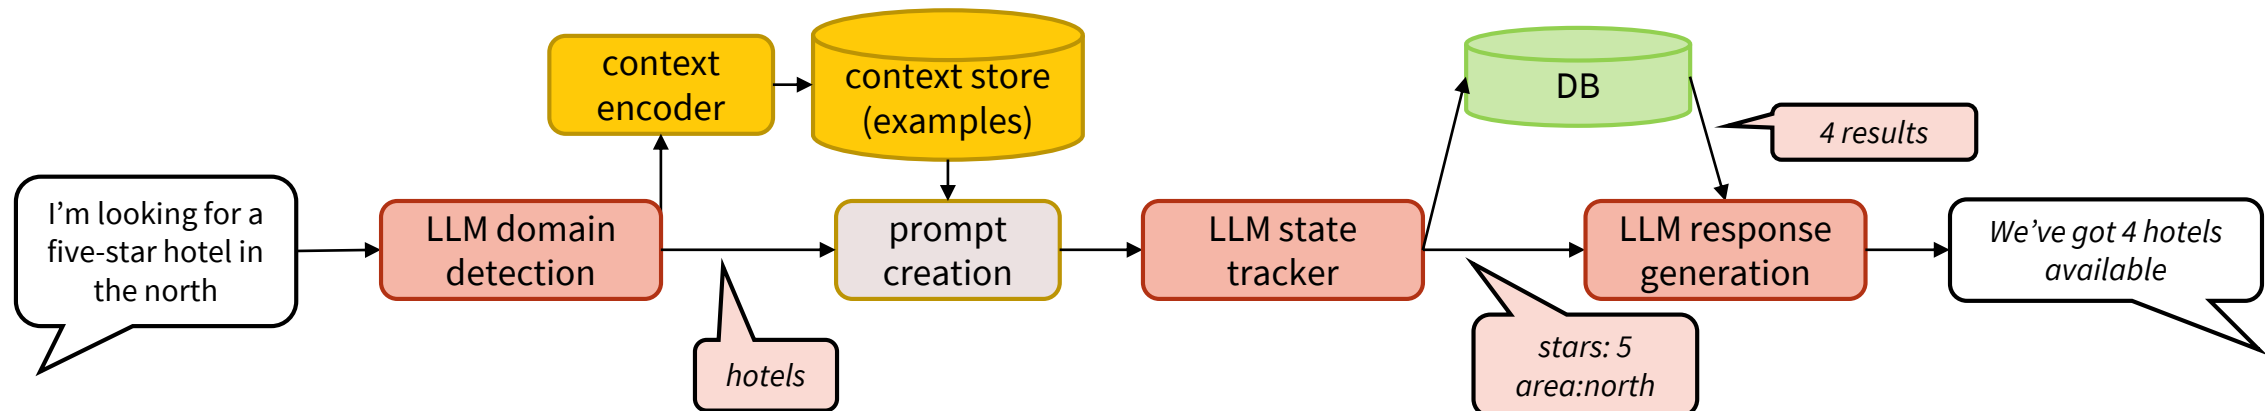 I'm looking for a
five-star hotel in
the north
LLM domain
detection
context
encoder
context store
(examples)
hotels
prompt
creation
LLM state
tracker
DB
4 results
stars: 5
area:north
LLM response
generation
We've got 4 hotels
available